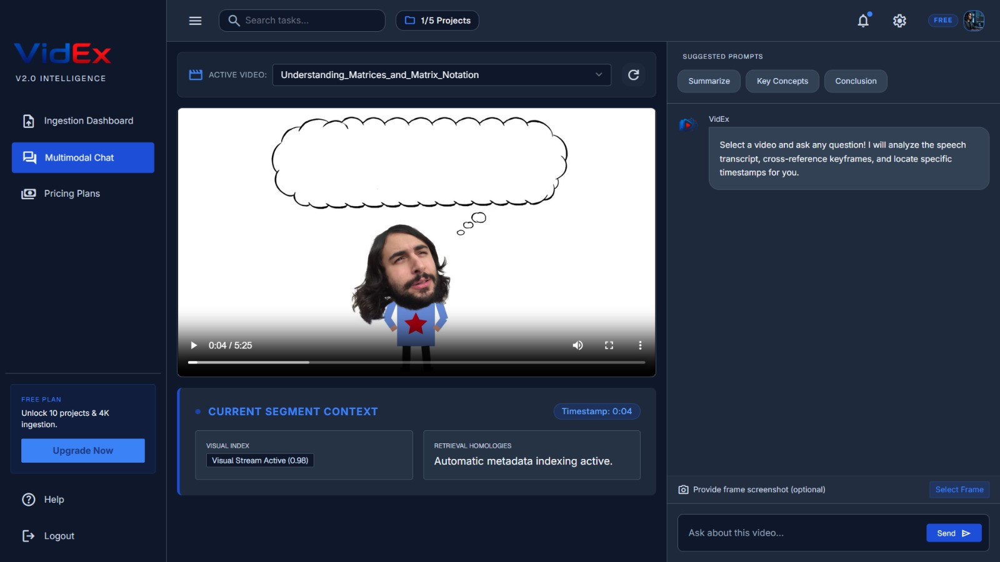 VidEx
V2.0 INTELLIGENCE
Ingestion Dashboard
Multimodal Chat
Pricing Plans
FREE PLAN
Unlock 10 projects & 4K
ingestion.
Upgrade Now
Help
Logout
Search tasks...
1/5 Projects
FREE
ACTIVE VIDEO:
Understanding_Matrices_and_Matrix_Notation
0:04 / 5:25
CURRENT SEGMENT CONTEXT
Timestamp: 0:04
VISUAL INDEX
Visual Stream Active (0.98)
RETRIEVAL HOMOLOGIES
Automatic metadata indexing active.
SUGGESTED PROMPTS
Summarize
Key Concepts
Conclusion
VidEx
Select a video and ask any question! I will analyze the speech
transcript, cross-reference keyframes, and locate specific
timestamps for you.
Provide frame screenshot (optional)
Select Frame
Ask about this video...
Send